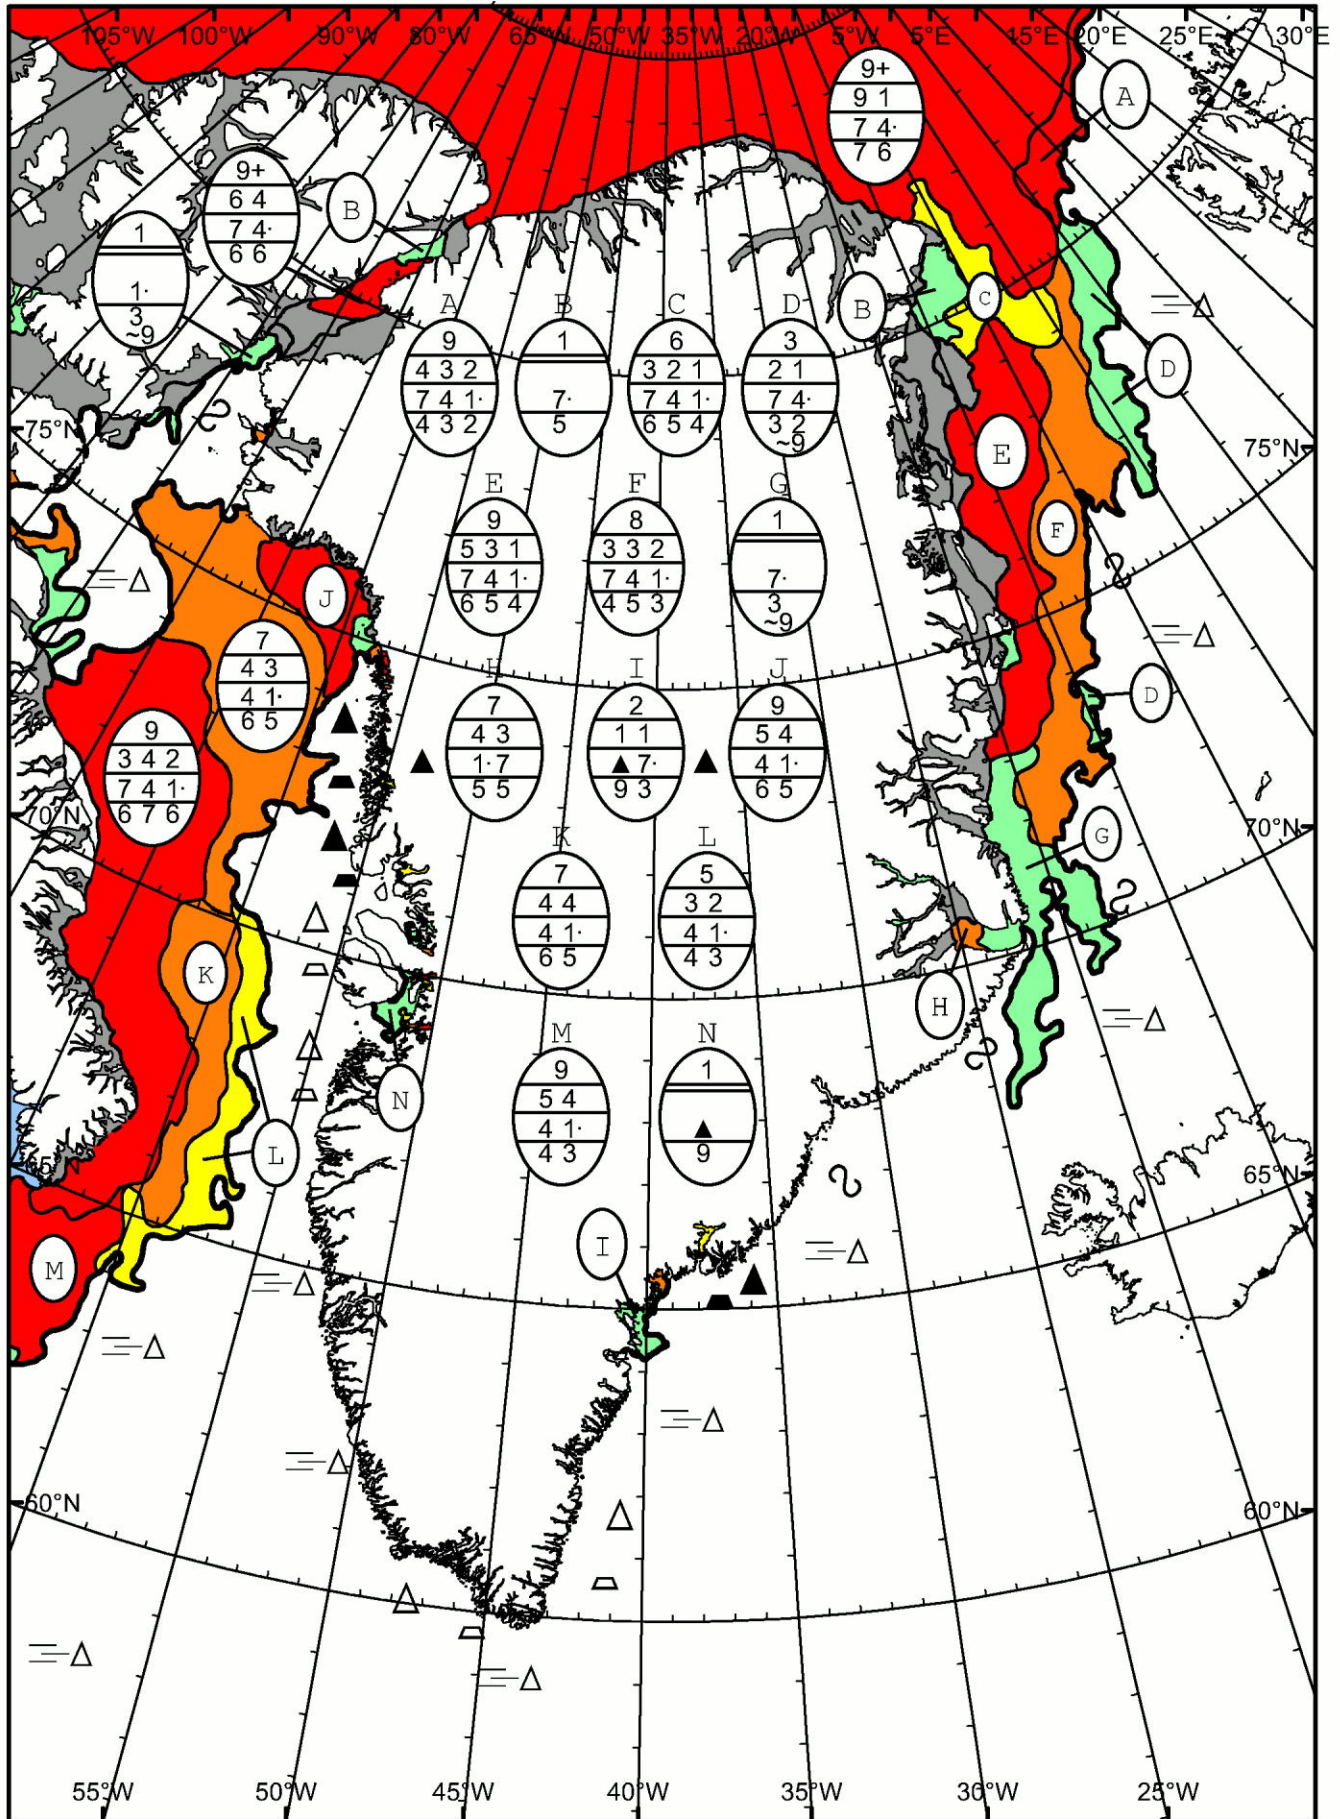 105°W 100°W 90°W 80°W 65°W 50°W 35°W 20°W 5°W 5°E 15°E 20°E 25°E 30°E
9+
9 1
7 4·
7 6
A
9+
6 4
7 4·
6 6
B
1
1·
3
~9
B
C
D
A B C D
9 1 6 3
4 3 2 3 2 1 2 1
7 4 1· 7· 7 4 1· 7 4·
4 3 2 5 6 5 4 3 2
~9
75°N 75°N
E
E F G
9 8 1
5 3 1 3 3 2
7 4 1· 7 4 1· 7·
6 5 4 4 5 3 3
~9
F
J
7
4 3
4 1·
6 5
D
H I J
7 2 9
4 3 1 1 5 4
1· 7 7· 4 1·
5 5 9 3 6 5
9
3 4 2
7 4 1·
6 7 6
70°N 70°N
G
K L
7 5
4 4 3 2
4 1· 4 1·
6 5 4 3
K
H
M N
9 1
5 4
4 1·
4 3 9
N
L
65°N 65°N
I
M
60°N 60°N
55°W 50°W 45°W 40°W 35°W 30°W 25°W